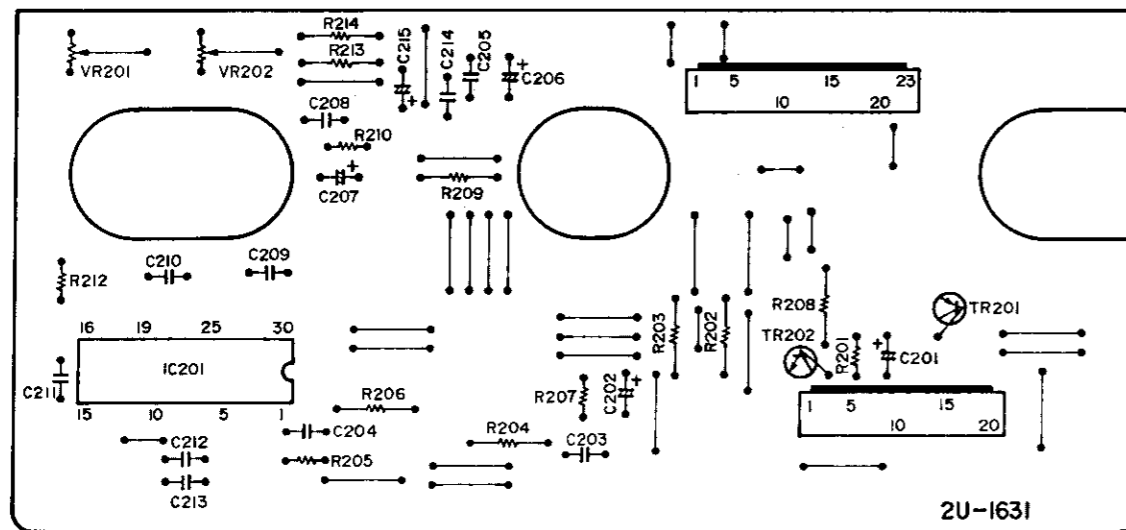 R214
R213
C215
C214
C205
C206
VR201
VR202
1 5 15 23
10 20
C208
R210
C207
R209
R212
C210
C209
16 19 25 30
IC201
15 10 5 1
C211
R203
R202
R208
TR201
TR202
R201
C201
1 5 15
10 20
R206
R207
C202
C204
R204
C203
C212
R205
C213
2U-1631